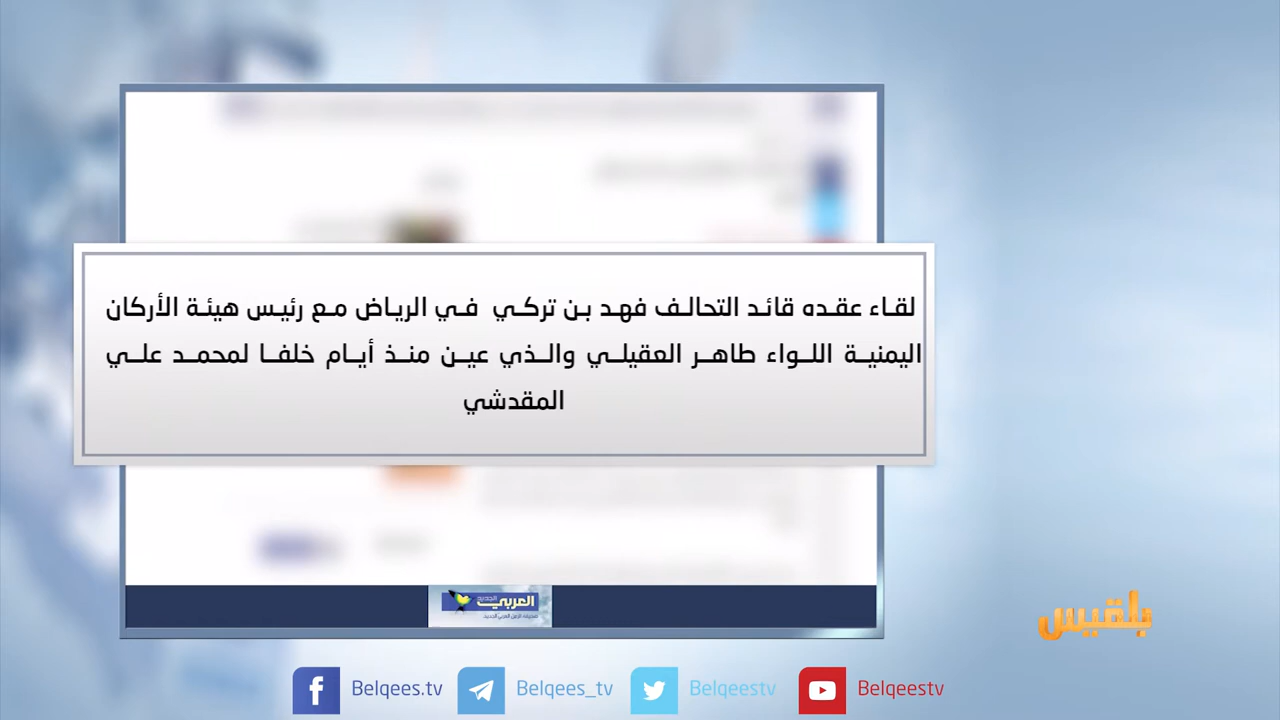 لقاء عقده قائد التحالف فهد بن تركي في الرياض مع رئيس هيئة الأركان
اليمنية اللواء طاهر العقيلي والذي عين منذ أيام خلفا لمحمد علي
المقدشي
العربي الجديد
بلقيس
Belqees.tv
Belqees_tv
Belqeestv
Belqeestv